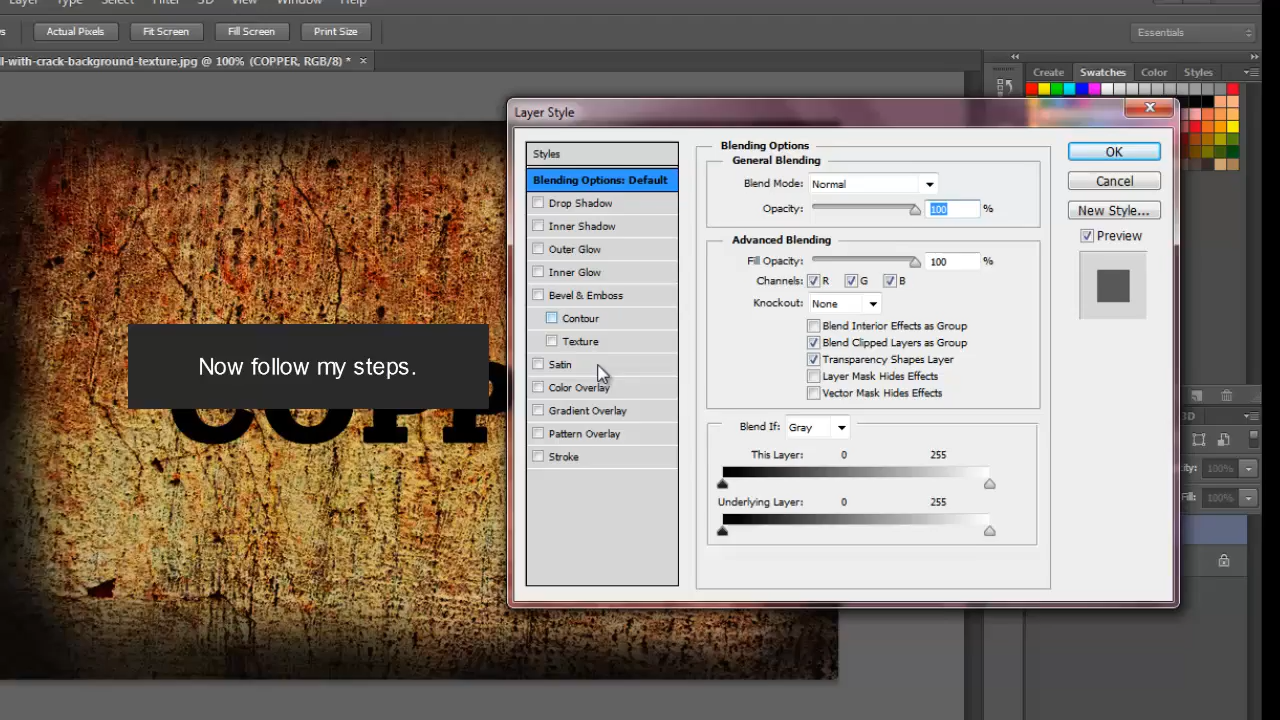 Layer Type Select Filter 3D View Window Help
Actual Pixels Fit Screen Fill Screen Print Size Essentials
ll-with-crack-background-texture.jpg @ 100% (COPPER, RGB/8) * ×
Create Swatches Color Styles
Layer Style
Styles
Blending Options: Default
Drop Shadow
Inner Shadow
Outer Glow
Inner Glow
Bevel & Emboss
Contour
Texture
Satin
Color Overlay
Gradient Overlay
Pattern Overlay
Stroke
Blending Options
General Blending
Blend Mode: Normal
Opacity: 100 %
Advanced Blending
Fill Opacity: 100 %
Channels: R G B
Knockout: None
Blend Interior Effects as Group
Blend Clipped Layers as Group
Transparency Shapes Layer
Layer Mask Hides Effects
Vector Mask Hides Effects
Blend If: Gray
This Layer: 0 255
Underlying Layer: 0 255
OK
Cancel
New Style...
Preview
Now follow my steps.
COPP
3D
100%
Fill: 100%